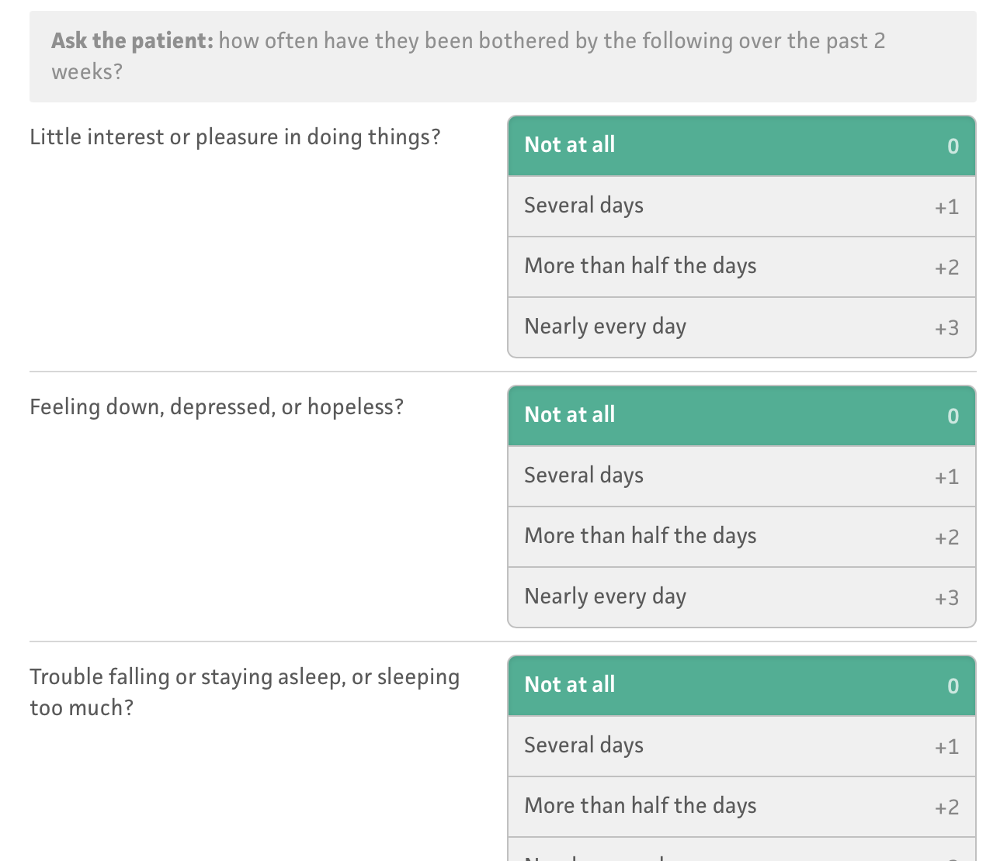 Ask the patient: how often have they been bothered by the following over the past 2
weeks?
Little interest or pleasure in doing things?
Not at all 0
Several days +1
More than half the days +2
Nearly every day +3
Feeling down, depressed, or hopeless?
Not at all 0
Several days +1
More than half the days +2
Nearly every day +3
Trouble falling or staying asleep, or sleeping
too much?
Not at all 0
Several days +1
More than half the days +2